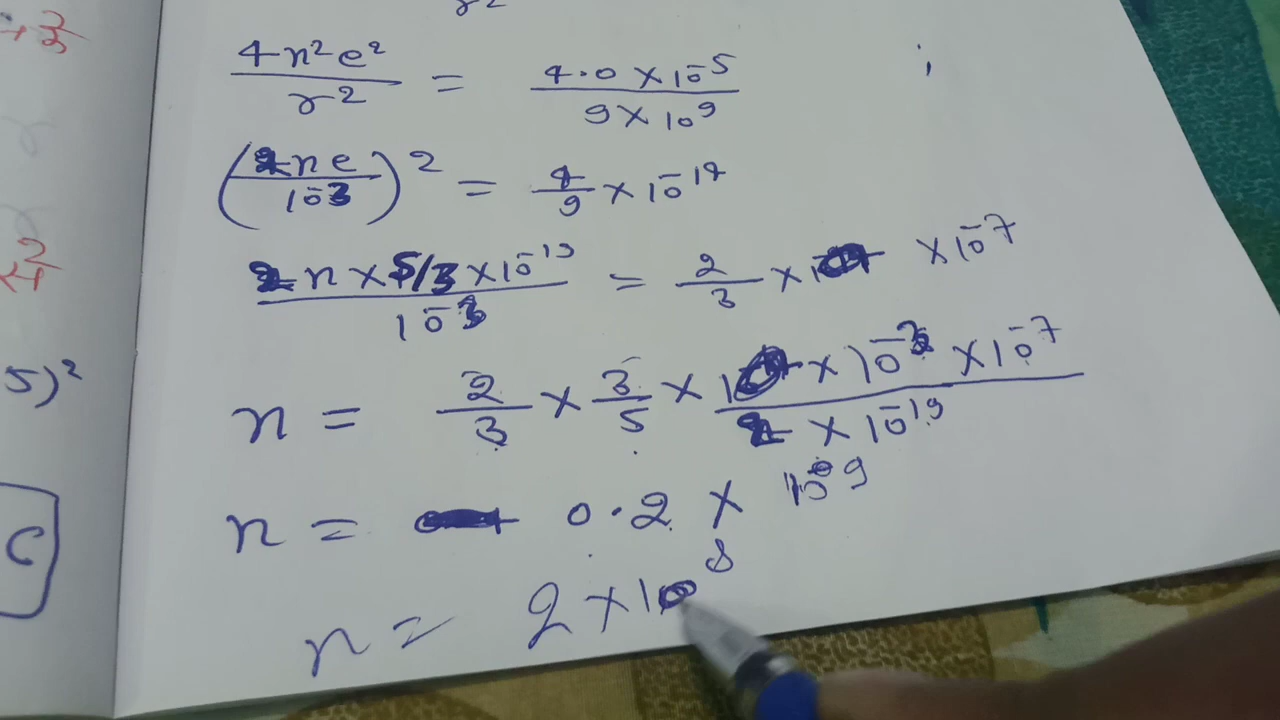 4n²e² / r² = 4.0 × 10⁻⁵ / 9 × 10⁹
(ne / 10⁻³)² = 4/9 × 10⁻¹⁴
n × 5/3 × 10⁻¹⁹ / 10⁻³ = 2/3 × 10⁻⁷
n = 2/3 × 3/5 × 10⁻³ × 10⁻⁷ / 10⁻¹⁹
n = 0.2 × 10⁹
n = 2 × 10⁸
5)²
C